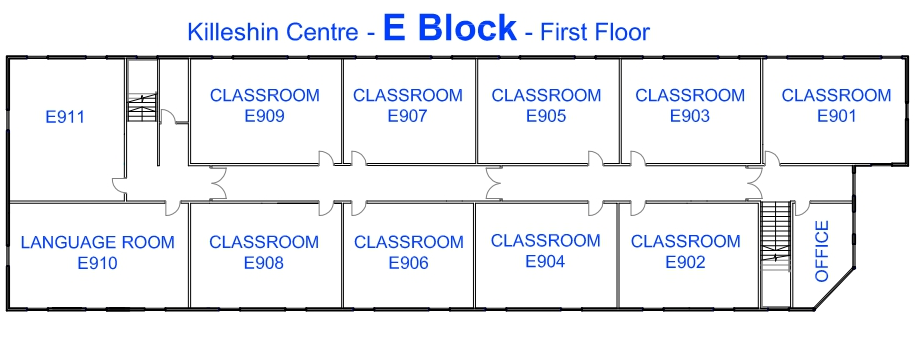 Killeshin Centre - E Block - First Floor
E911
CLASSROOM
E909
CLASSROOM
E907
CLASSROOM
E905
CLASSROOM
E903
CLASSROOM
E901
LANGUAGE ROOM
E910
CLASSROOM
E908
CLASSROOM
E906
CLASSROOM
E904
CLASSROOM
E902
OFFICE